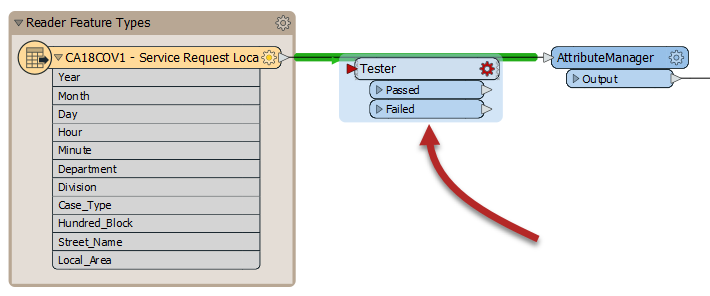 Reader Feature Types
CA18COV1 - Service Request Loca
Year
Month
Day
Hour
Minute
Department
Division
Case_Type
Hundred_Block
Street_Name
Local_Area
Tester
Passed
Failed
AttributeManager
Output